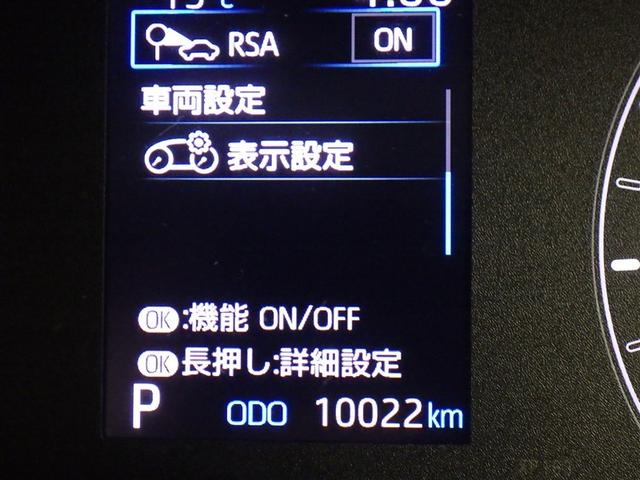 RSA ON
車両設定
表示設定
OK:機能 ON/OFF
OK長押し:詳細設定
P ODO 10022km